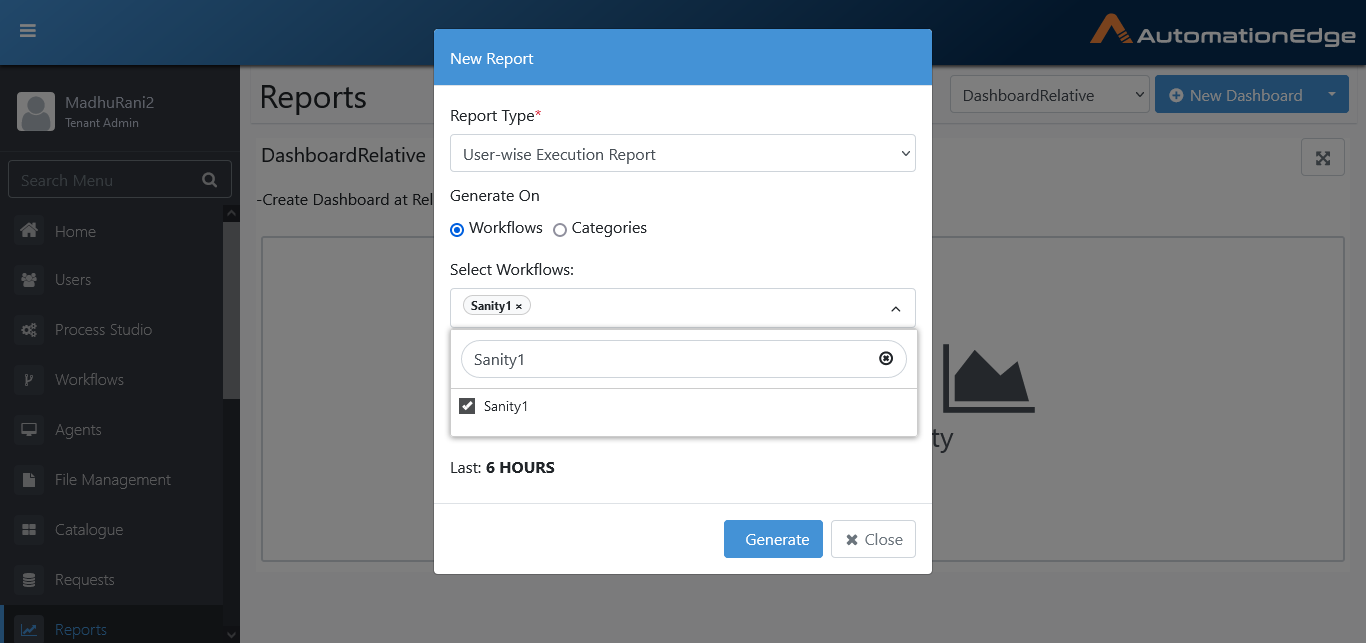 AutomationEdge
MadhuRani2
Tenant Admin
Search Menu
Home
Users
Process Studio
Workflows
Agents
File Management
Catalogue
Requests
Reports
Reports
DashboardRelative
New Dashboard
DashboardRelative
-Create Dashboard at Rel
ty
New Report
Report Type*
User-wise Execution Report
Generate On
Workflows Categories
Select Workflows:
Sanity1 ×
Sanity1
Sanity1
Last: 6 HOURS
Generate
Close